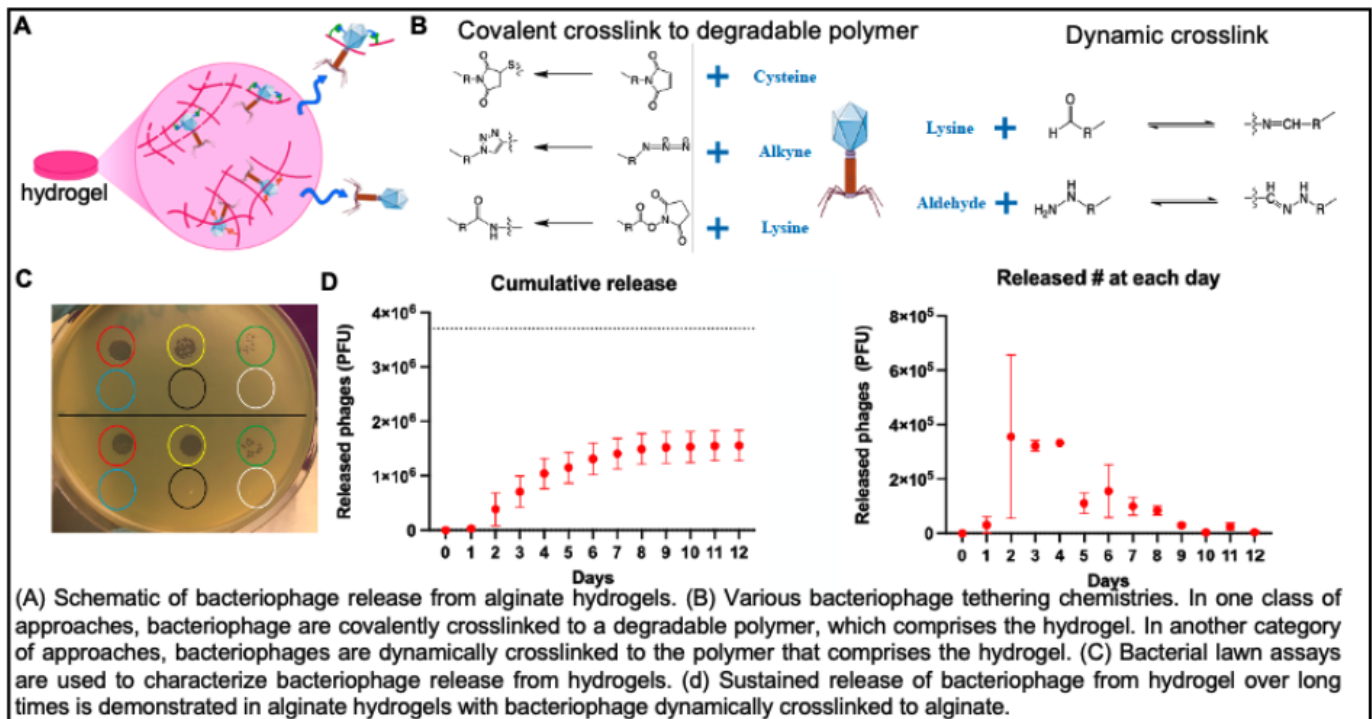 A
hydrogel
B
Covalent crosslink to degradable polymer
Dynamic crosslink
Cysteine
Alkyne
Lysine
Lysine
Aldehyde
C
D
Cumulative release
Released phages (PFU)
4×10⁶
3×10⁶
2×10⁶
1×10⁶
0
0 1 2 3 4 5 6 7 8 9 10 11 12
Days
Released # at each day
Released phages (PFU)
8×10⁵
6×10⁵
4×10⁵
2×10⁵
0
0 1 2 3 4 5 6 7 8 9 10 11 12
Days
(A) Schematic of bacteriophage release from alginate hydrogels. (B) Various bacteriophage tethering chemistries. In one class of
approaches, bacteriophage are covalently crosslinked to a degradable polymer, which comprises the hydrogel. In another category
of approaches, bacteriophages are dynamically crosslinked to the polymer that comprises the hydrogel. (C) Bacterial lawn assays
are used to characterize bacteriophage release from hydrogels. (d) Sustained release of bacteriophage from hydrogel over long
times is demonstrated in alginate hydrogels with bacteriophage dynamically crosslinked to alginate.